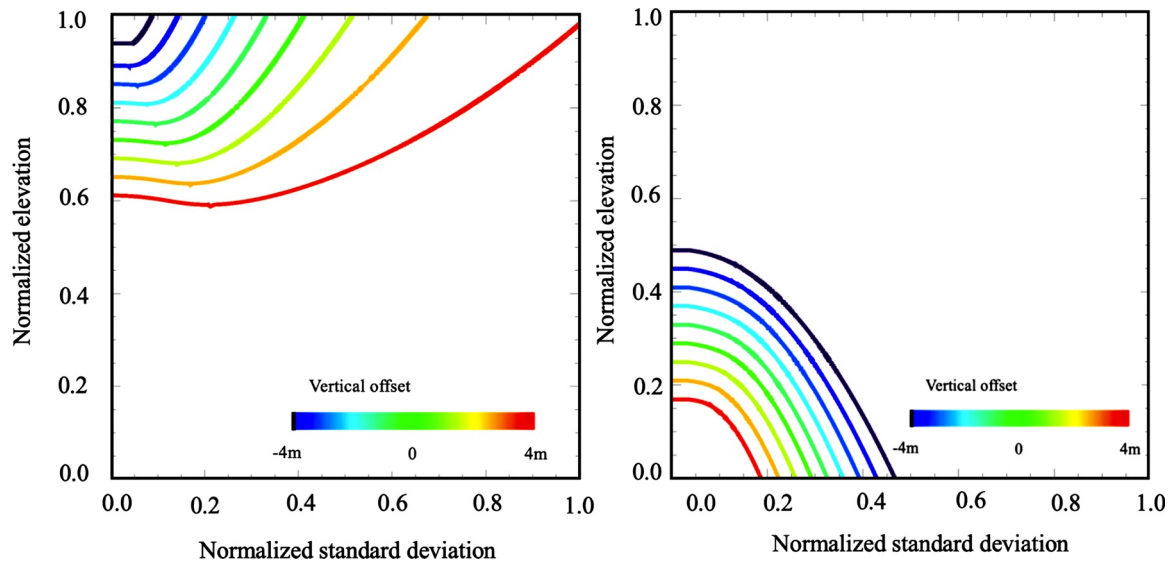 1.0
0.8
0.6
0.4
0.2
0.0
Normalized elevation
Vertical offset
-4m 0 4m
0.0 0.2 0.4 0.6 0.8 1.0
Normalized standard deviation
1.0
0.8
0.6
0.4
0.2
0.0
Normalized elevation
Vertical offset
-4m 0 4m
0.0 0.2 0.4 0.6 0.8 1.0
Normalized standard deviation